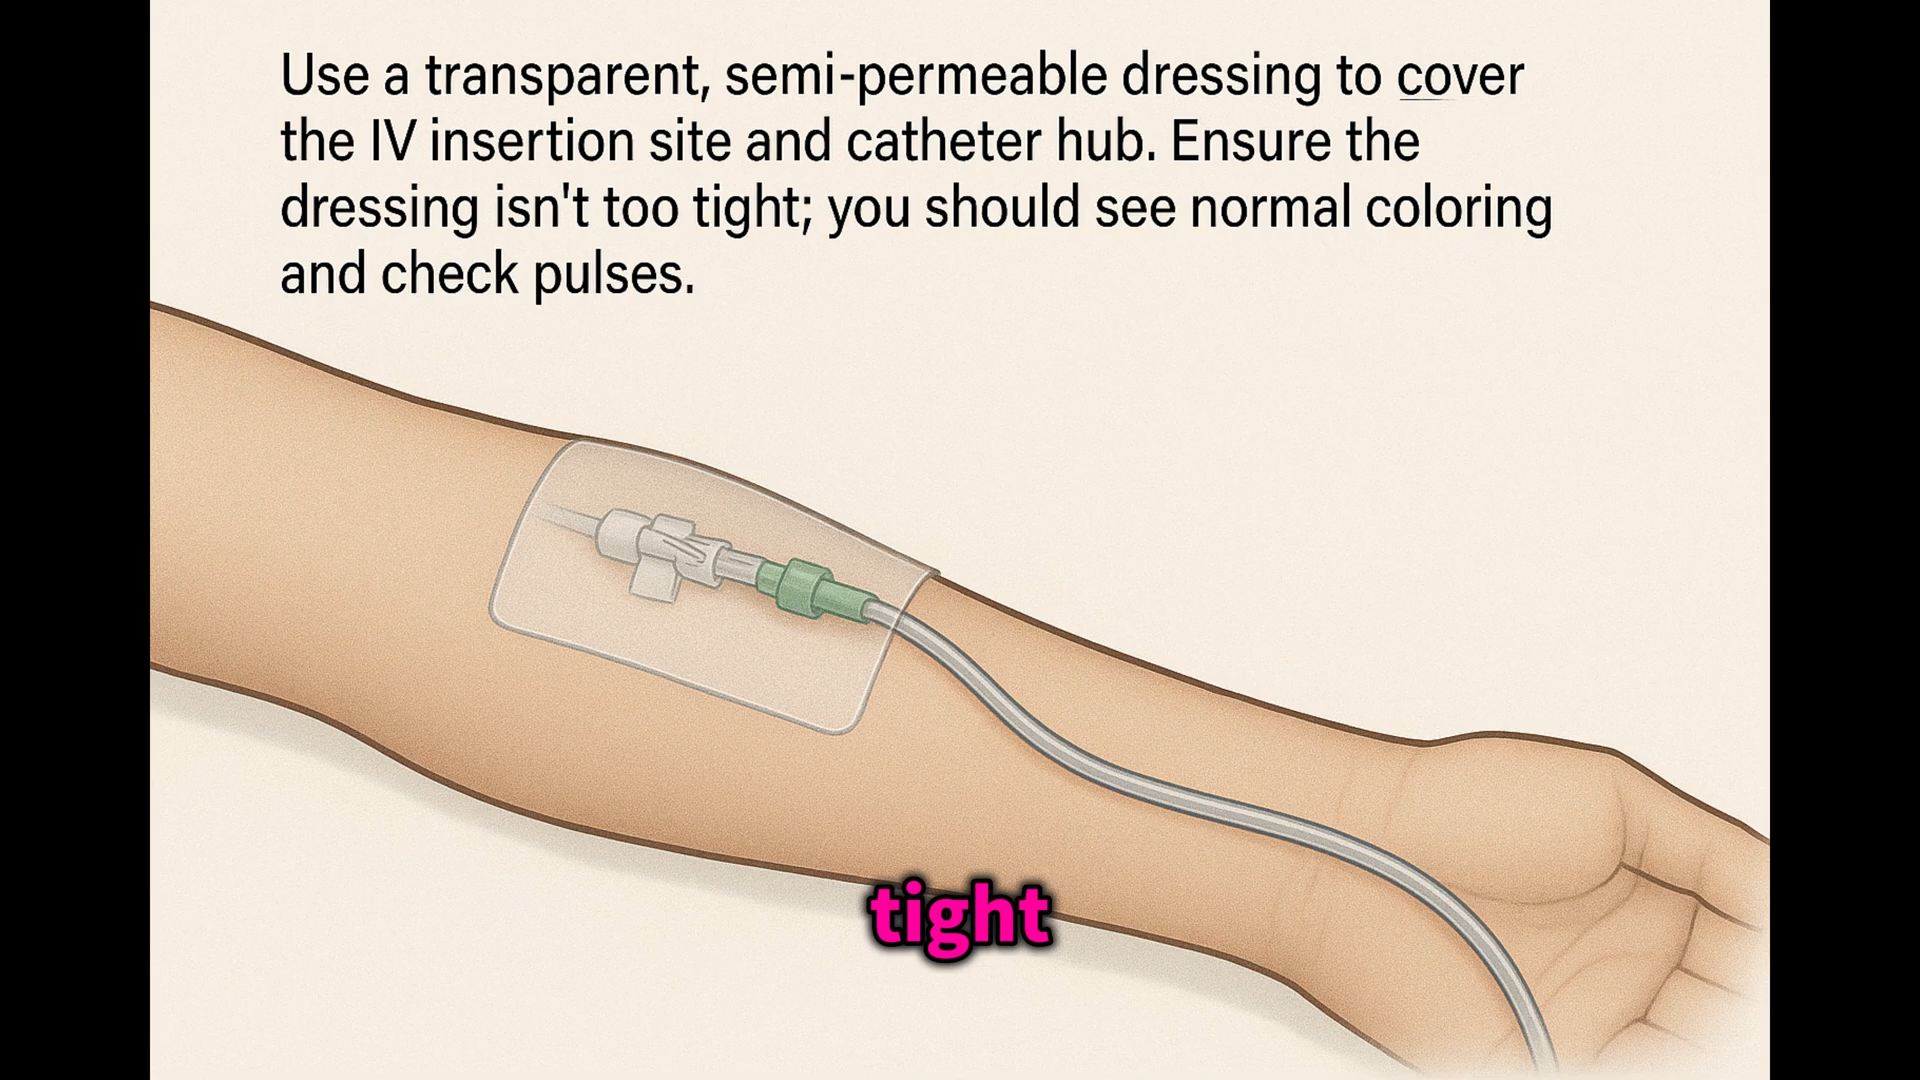 Use a transparent, semi-permeable dressing to cover
the IV insertion site and catheter hub. Ensure the
dressing isn't too tight; you should see normal coloring
and check pulses.
tight